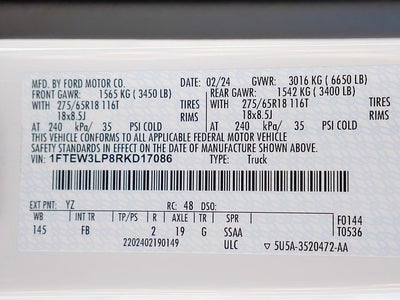 MFD. BY FORD MOTOR CO. DATE: 02/24 GVWR: 3016 KG ( 6650 LB)
FRONT GAWR: 1565 KG ( 3450 LB) REAR GAWR: 1542 KG ( 3400 LB)
WITH 275/65R18 116T TIRES WITH 275/65R18 116T TIRES
18x8.5J RIMS 18x8.5J RIMS
AT 240 kPa/ 35 PSI COLD AT 240 kPa/ 35 PSI COLD
THIS VEHICLE CONFORMS TO ALL APPLICABLE FEDERAL MOTOR VEHICLE
SAFETY STANDARDS IN EFFECT ON THE DATE OF MANUFACTURE SHOWN ABOVE.
VIN: 1FTEW3LP8RKD17086 TYPE: Truck
EXT PNT: YZ RC: 48 DSO:
WB INT TR TP/PS R AXLE TR SPR F0144
145 FB 2 19 G SSAA T0536
2202402190149 ULC 5U5A-3520472-AA